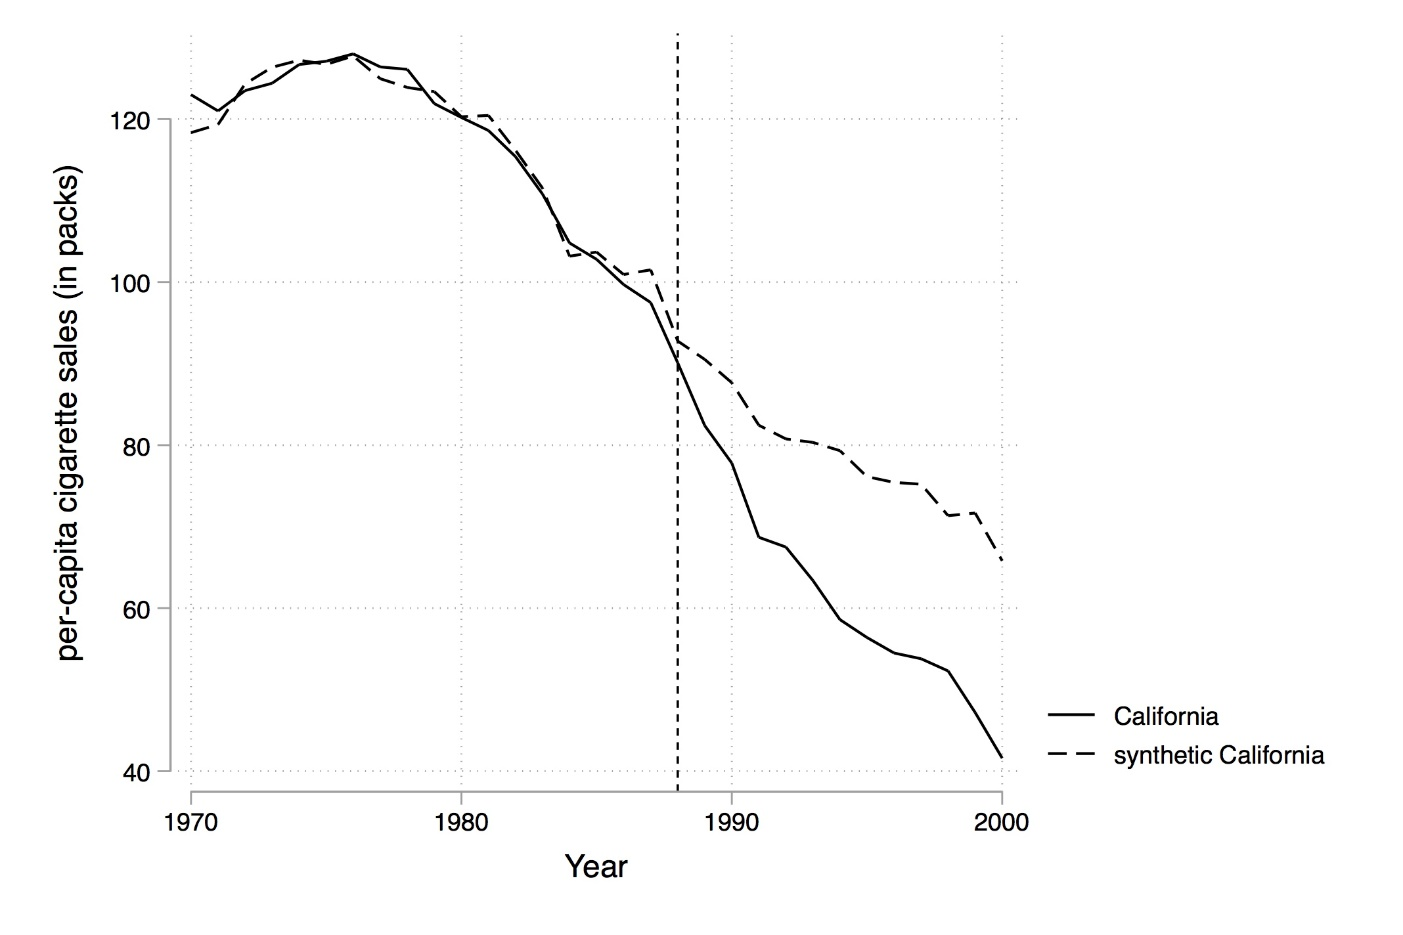 per-capita cigarette sales (in packs)
120
100
80
60
40
1970
1980
1990
2000
Year
California
synthetic California